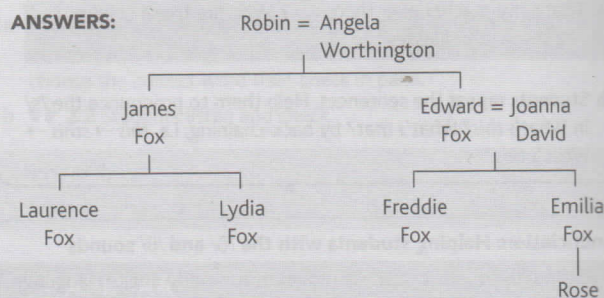 ANSWERS:
Robin = Angela
Worthington
James
Fox
Edward = Joanna
Fox David
Laurence
Fox
Lydia
Fox
Freddie
Fox
Emilia
Fox
Rose